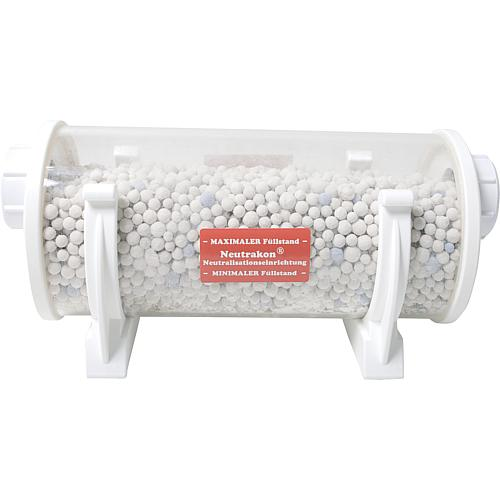 - MAXIMALER Füllstand -
Neutrakon®
Neutralisationseinrichtung
- MINIMALER Füllstand -